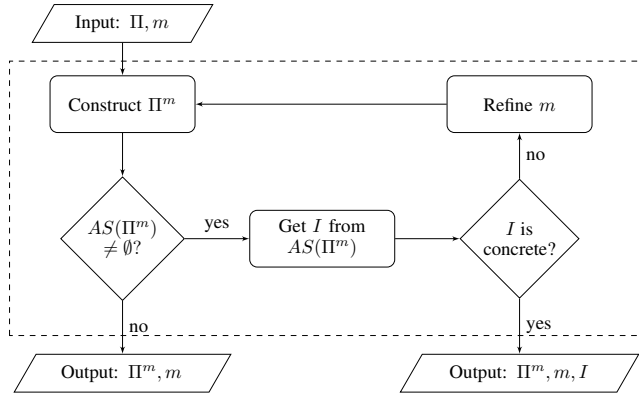 Input: Π, m
Construct Π^m
Refine m
no
AS(Π^m)
≠ ∅?
yes
Get I from
AS(Π^m)
I is
concrete?
no
yes
Output: Π^m, m
Output: Π^m, m, I